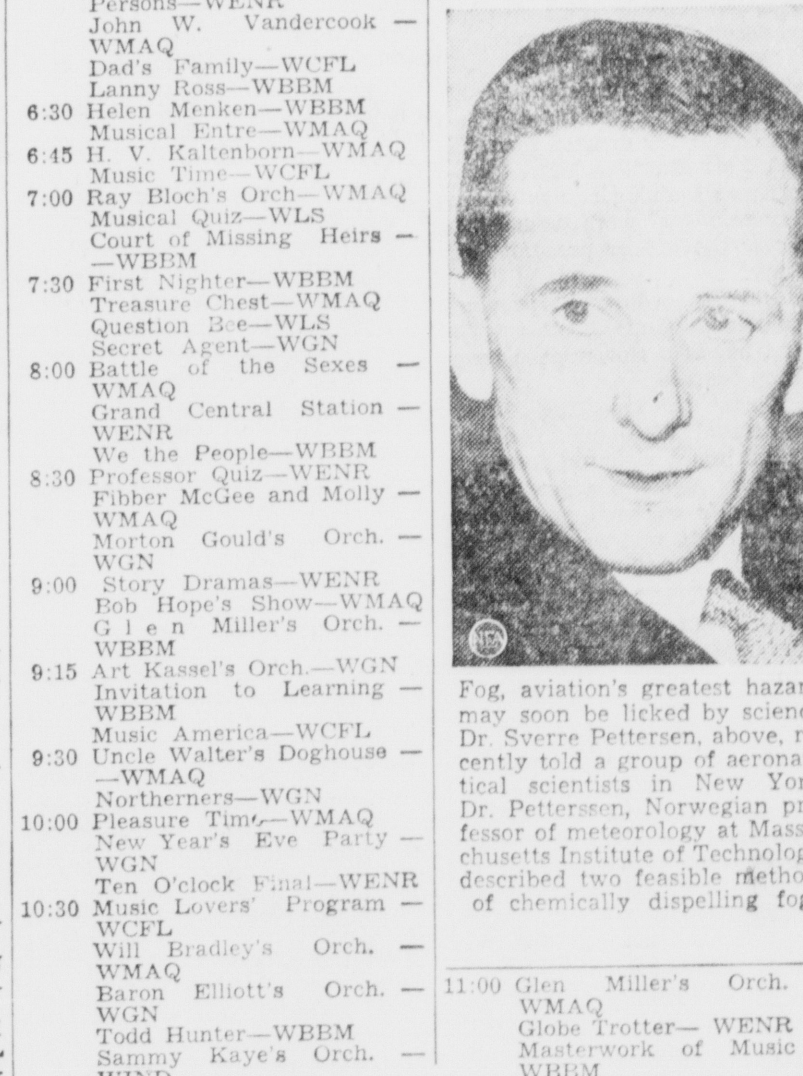 Persons—WENR
John W. Vandercook —
WMAQ
Dad's Family—WCFL
Lanny Ross—WBBM
6:30 Helen Menken—WBBM
Musical Entre—WMAQ
6:45 H. V. Kaltenborn—WMAQ
Music Time—WCFL
7:00 Ray Bloch's Orch—WMAQ
Musical Quiz—WLS
Court of Missing Heirs —
—WBBM
7:30 First Nighter—WBBM
Treasure Chest—WMAQ
Question Bee—WLS
Secret Agent—WGN
8:00 Battle of the Sexes —
WMAQ
Grand Central Station —
WENR
We the People—WBBM
8:30 Professor Quiz—WENR
Fibber McGee and Molly —
WMAQ
Morton Gould's Orch. —
WGN
9:00 Story Dramas—WENR
Bob Hope's Show—WMAQ
Glen Miller's Orch. —
WBBM
9:15 Art Kassel's Orch.—WGN
Invitation to Learning —
WBBM
Music America—WCFL
9:30 Uncle Walter's Doghouse —
—WMAQ
Northerners—WGN
10:00 Pleasure Time—WMAQ
New Year's Eve Party —
WGN
Ten O'clock Final—WENR
10:30 Music Lovers' Program —
WCFL
Will Bradley's Orch. —
WMAQ
Baron Elliott's Orch. —
WGN
Todd Hunter—WBBM
Sammy Kaye's Orch. —
WIND
NEA
Fog, aviation's greatest hazar
may soon be licked by scienc
Dr. Sverre Pettersen, above, r
cently told a group of aerona
tical scientists in New Yor
Dr. Petterssen, Norwegian pr
fessor of meteorology at Mass
chusetts Institute of Technolog
described two feasible metho
of chemically dispelling fog
11:00 Glen Miller's Orch.
WMAQ
Globe Trotter— WENR
Masterwork of Music
WBBM